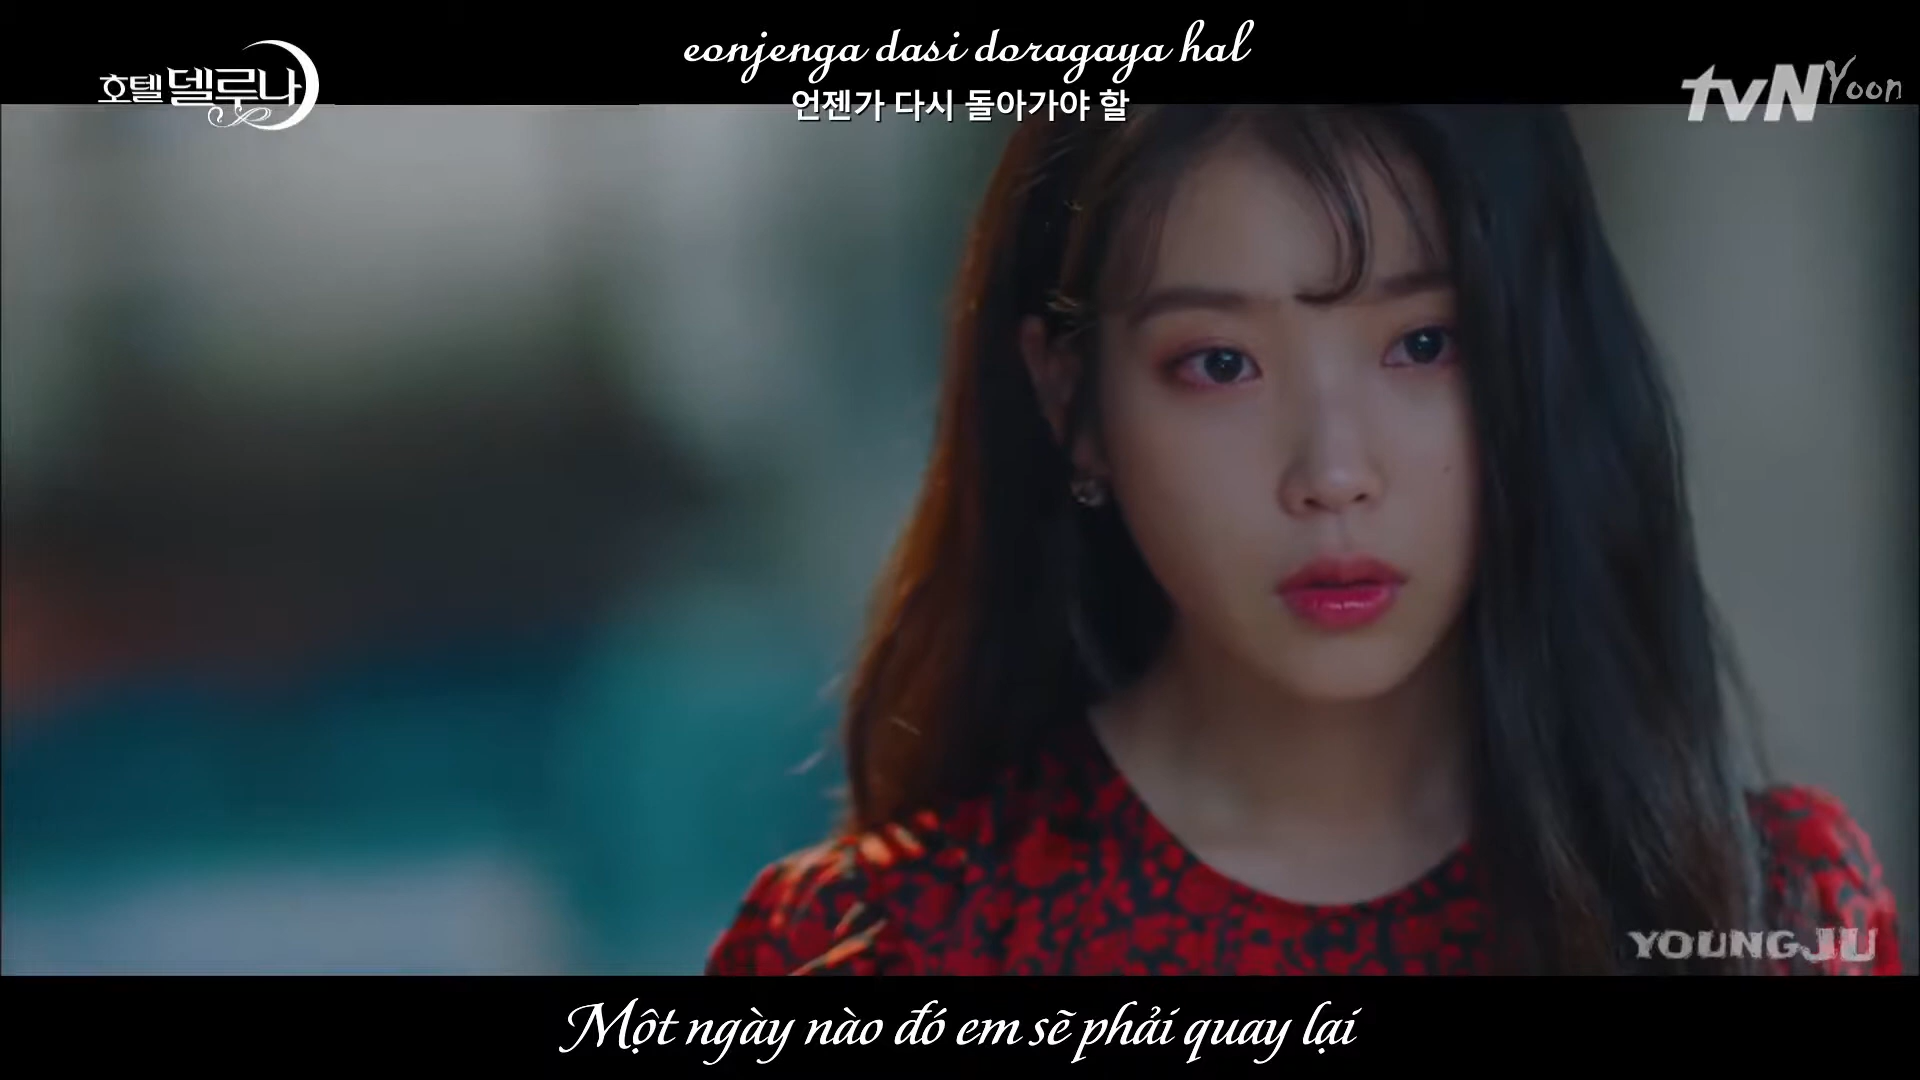 eonjenga dasi doragaya hal
호텔 델루나
tvN
Yoon
언젠가 다시 돌아가야 할
YOUNGJU
Một ngày nào đó em sẽ phải quay lại